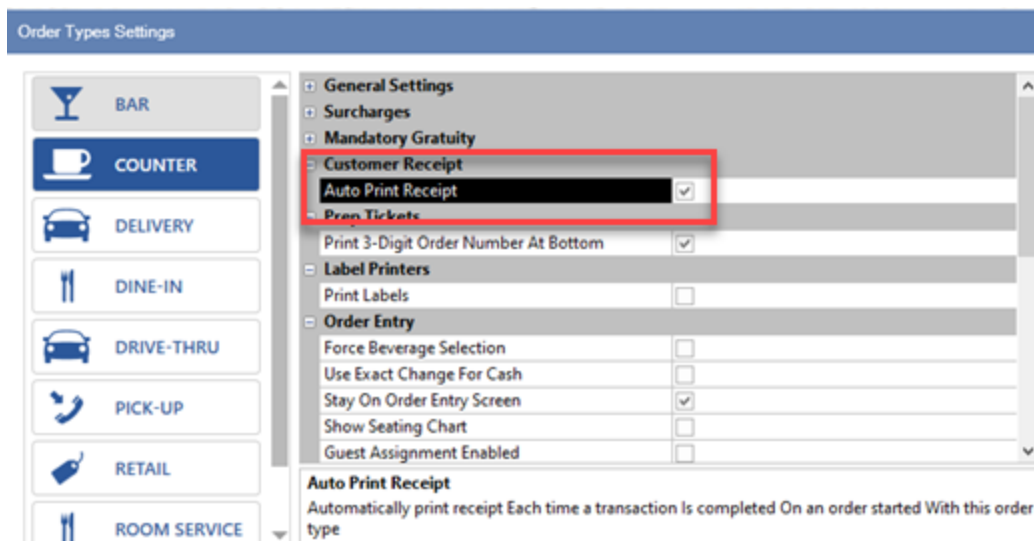 Order Types Settings
BAR
COUNTER
DELIVERY
DINE-IN
DRIVE-THRU
PICK-UP
RETAIL
ROOM SERVICE
General Settings
Surcharges
Mandatory Gratuity
Customer Receipt
Auto Print Receipt
Prep Tickets
Print 3-Digit Order Number At Bottom
Label Printers
Print Labels
Order Entry
Force Beverage Selection
Use Exact Change For Cash
Stay On Order Entry Screen
Show Seating Chart
Guest Assignment Enabled
Auto Print Receipt
Automatically print receipt Each time a transaction Is completed On an order started With this order
type